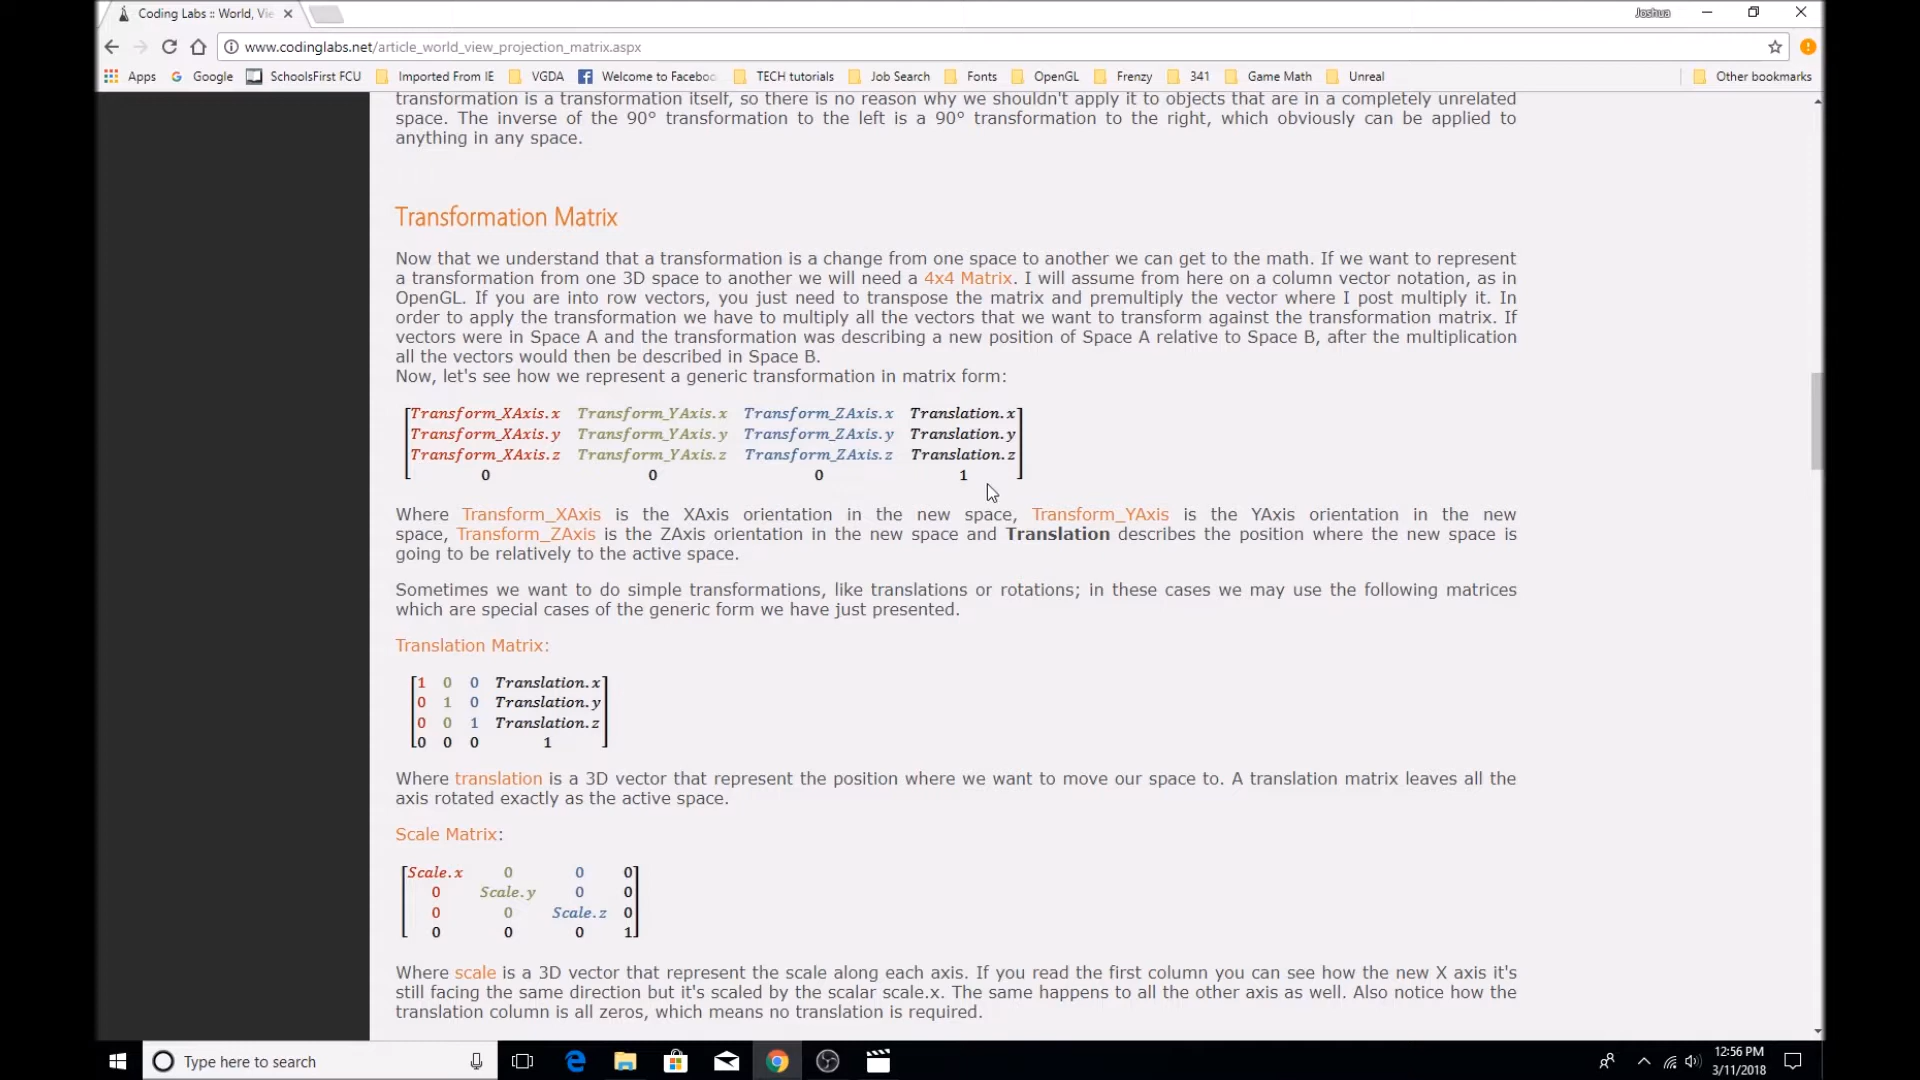 Coding Labs :: World, Vie
Joshua
www.codinglabs.net/article_world_view_projection_matrix.aspx
Apps Google SchoolsFirst FCU Imported From IE VGDA Welcome to Faceboo TECH tutorials Job Search Fonts OpenGL Frenzy 341 Game Math Unreal Other bookmarks
transformation is a transformation itself, so there is no reason why we shouldn't apply it to objects that are in a completely unrelated
space. The inverse of the 90º transformation to the left is a 90º transformation to the right, which obviously can be applied to
anything in any space.
Transformation Matrix
Now that we understand that a transformation is a change from one space to another we can get to the math. If we want to represent
a transformation from one 3D space to another we will need a 4x4 Matrix. I will assume from here on a column vector notation, as in
OpenGL. If you are into row vectors, you just need to transpose the matrix and premultiply the vector where I post multiply it. In
order to apply the transformation we have to multiply all the vectors that we want to transform against the transformation matrix. If
vectors were in Space A and the transformation was describing a new position of Space A relative to Space B, after the multiplication
all the vectors would then be described in Space B.
Now, let's see how we represent a generic transformation in matrix form:
Transform_XAxis.x Transform_YAxis.x Transform_ZAxis.x Translation.x
Transform_XAxis.y Transform_YAxis.y Transform_ZAxis.y Translation.y
Transform_XAxis.z Transform_YAxis.z Transform_ZAxis.z Translation.z
0 0 0 1
Where Transform_XAxis is the XAxis orientation in the new space, Transform_YAxis is the YAxis orientation in the new
space, Transform_ZAxis is the ZAxis orientation in the new space and Translation describes the position where the new space is
going to be relatively to the active space.
Sometimes we want to do simple transformations, like translations or rotations; in these cases we may use the following matrices
which are special cases of the generic form we have just presented.
Translation Matrix:
1 0 0 Translation.x
0 1 0 Translation.y
0 0 1 Translation.z
0 0 0 1
Where translation is a 3D vector that represent the position where we want to move our space to. A translation matrix leaves all the
axis rotated exactly as the active space.
Scale Matrix:
Scale.x 0 0 0
0 Scale.y 0 0
0 0 Scale.z 0
0 0 0 1
Where scale is a 3D vector that represent the scale along each axis. If you read the first column you can see how the new X axis it's
still facing the same direction but it's scaled by the scalar scale.x. The same happens to all the other axis as well. Also notice how the
translation column is all zeros, which means no translation is required.
Type here to search
12:56 PM
3/11/2018